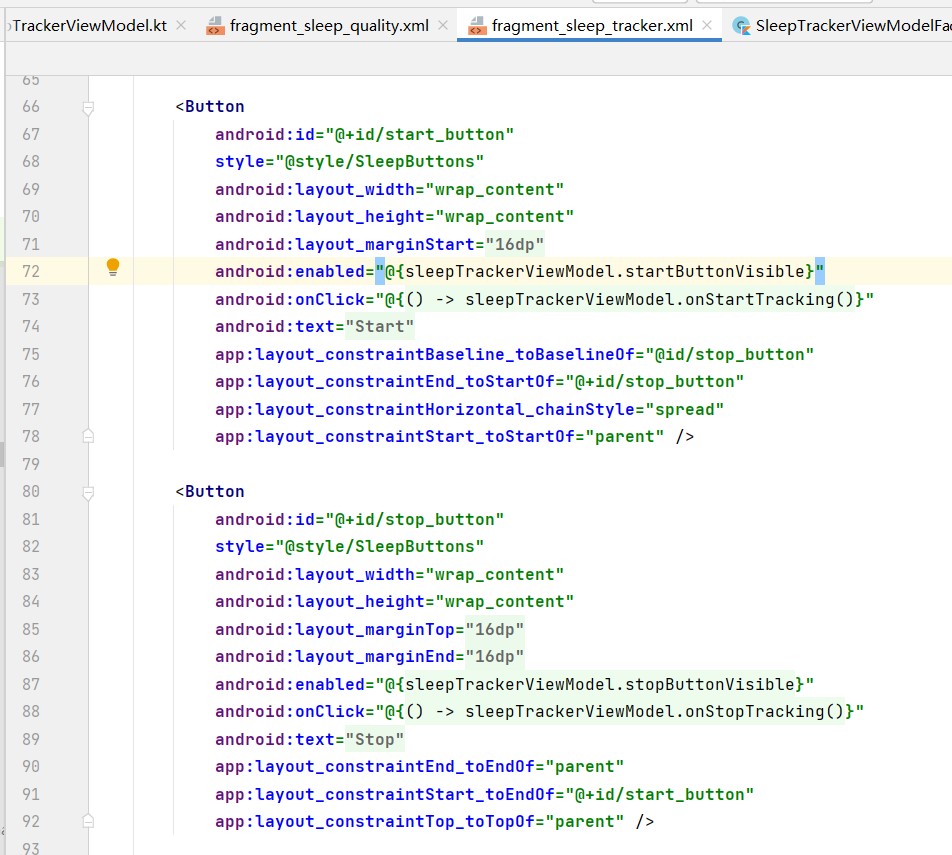 TrackerViewModel.kt fragment_sleep_quality.xml fragment_sleep_tracker.xml SleepTrackerViewModelFa
65
66 <Button
67 android:id="@+id/start_button"
68 style="@style/SleepButtons"
69 android:layout_width="wrap_content"
70 android:layout_height="wrap_content"
71 android:layout_marginStart="16dp"
72 android:enabled="@{sleepTrackerViewModel.startButtonVisible}"
73 android:onClick="@{() -> sleepTrackerViewModel.onStartTracking()}"
74 android:text="Start"
75 app:layout_constraintBaseline_toBaselineOf="@id/stop_button"
76 app:layout_constraintEnd_toStartOf="@+id/stop_button"
77 app:layout_constraintHorizontal_chainStyle="spread"
78 app:layout_constraintStart_toStartOf="parent" />
79
80 <Button
81 android:id="@+id/stop_button"
82 style="@style/SleepButtons"
83 android:layout_width="wrap_content"
84 android:layout_height="wrap_content"
85 android:layout_marginTop="16dp"
86 android:layout_marginEnd="16dp"
87 android:enabled="@{sleepTrackerViewModel.stopButtonVisible}"
88 android:onClick="@{() -> sleepTrackerViewModel.onStopTracking()}"
89 android:text="Stop"
90 app:layout_constraintEnd_toEndOf="parent"
91 app:layout_constraintStart_toEndOf="@+id/start_button"
92 app:layout_constraintTop_toTopOf="parent" />
93